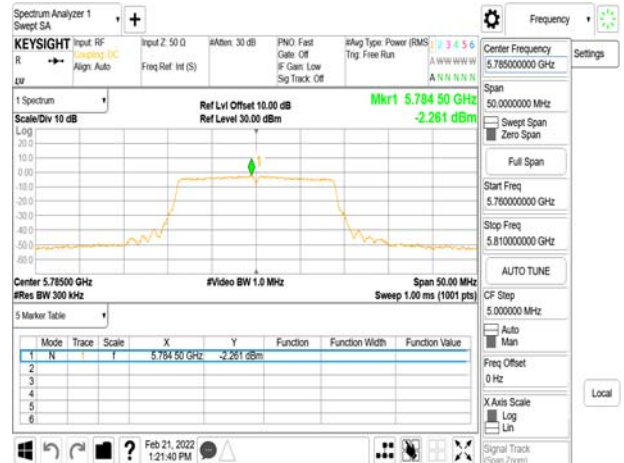 Spectrum Analyzer 1
Swept SA
+
Frequency
KEYSIGHT
R
Input: RF
Coupling: DC
Align: Auto
Input Z: 50 Ω
Freq Ref: Int (S)
#Atten: 30 dB
PNO: Fast
Gate: Off
IF Gain: Low
Sig Track: Off
#Avg Type: Power (RMS
Trig: Free Run
1 2 3 4 5 6
A WWWWW
A N N N N N
Center Frequency
5.785000000 GHz
Settings
Span
50.0000000 MHz
Swept Span
Zero Span
Full Span
Start Freq
5.760000000 GHz
Stop Freq
5.810000000 GHz
AUTO TUNE
CF Step
5.000000 MHz
Auto
Man
Freq Offset
0 Hz
X Axis Scale
Log
Lin
Local
Signal Track
(Span Zoom)
1 Spectrum
Scale/Div 10 dB
Ref Lvl Offset 10.00 dB
Ref Level 30.00 dBm
Mkr1 5.784 50 GHz
-2.261 dBm
Log
20.0
10.0
0.00
-10.0
-20.0
-30.0
-40.0
-50.0
-60.0
1
Center 5.78500 GHz
#Res BW 300 kHz
#Video BW 1.0 MHz
Span 50.00 MHz
Sweep 1.00 ms (1001 pts)
5 Marker Table
Mode Trace Scale X Y Function Function Width Function Value
1 N 1 f 5.784 50 GHz -2.261 dBm
2
3
4
5
6
?
Feb 21, 2022
1:21:40 PM